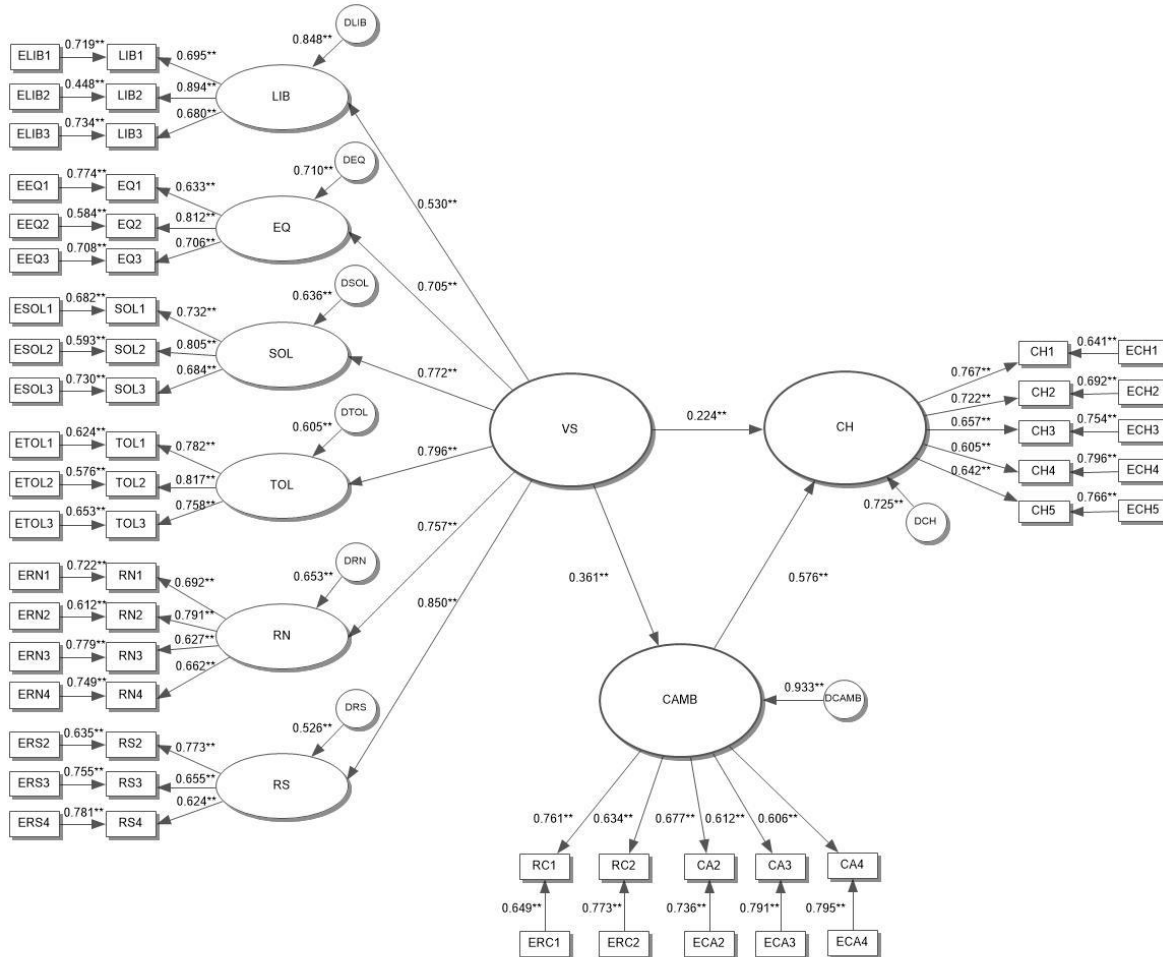 DLIB
0.848**
ELIB1 0.719** LIB1 0.695**
ELIB2 0.448** LIB2 0.894** LIB
ELIB3 0.734** LIB3 0.680**
DEQ
0.710**
EEQ1 0.774** EQ1 0.633**
EEQ2 0.584** EQ2 0.812** EQ
EEQ3 0.708** EQ3 0.706**
0.530**
0.705**
DSOL
0.636**
ESOL1 0.682** SOL1 0.732**
ESOL2 0.593** SOL2 0.805** SOL
ESOL3 0.730** SOL3 0.684**
0.772**
DTOL
0.605**
ETOL1 0.624** TOL1 0.782**
ETOL2 0.576** TOL2 0.817** TOL
ETOL3 0.653** TOL3 0.758**
0.796**
DRN
0.653**
ERN1 0.722** RN1 0.692**
ERN2 0.612** RN2 0.791** RN
ERN3 0.779** RN3 0.627**
ERN4 0.749** RN4 0.662**
0.757**
0.850**
DRS
0.526**
ERS2 0.635** RS2 0.773**
ERS3 0.755** RS3 0.655** RS
ERS4 0.781** RS4 0.624**
VS 0.224** CH
0.767** CH1 0.641** ECH1
0.722** CH2 0.692** ECH2
0.657** CH3 0.754** ECH3
0.605** CH4 0.796** ECH4
0.642** CH5 0.766** ECH5
0.725** DCH
0.361** 0.576**
CAMB 0.933** DCAMB
0.761** 0.634** 0.677** 0.612** 0.606**
RC1 RC2 CA2 CA3 CA4
0.649** 0.773** 0.736** 0.791** 0.795**
ERC1 ERC2 ECA2 ECA3 ECA4